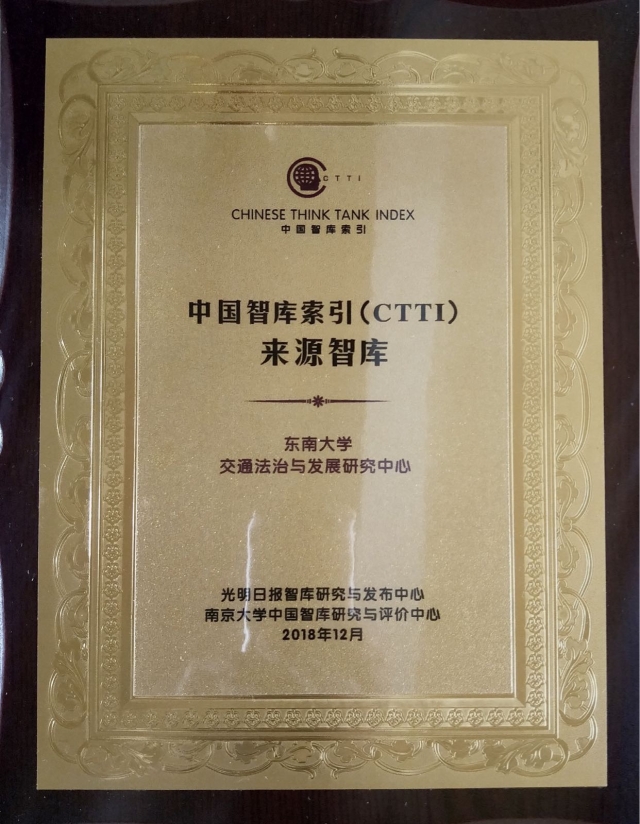 CTTI
CHINESE THINK TANK INDEX
中国智库索引
中国智库索引(CTTI)
来源智库
东南大学
交通法治与发展研究中心
光明日报智库研究与发布中心
南京大学中国智库研究与评价中心
2018年12月